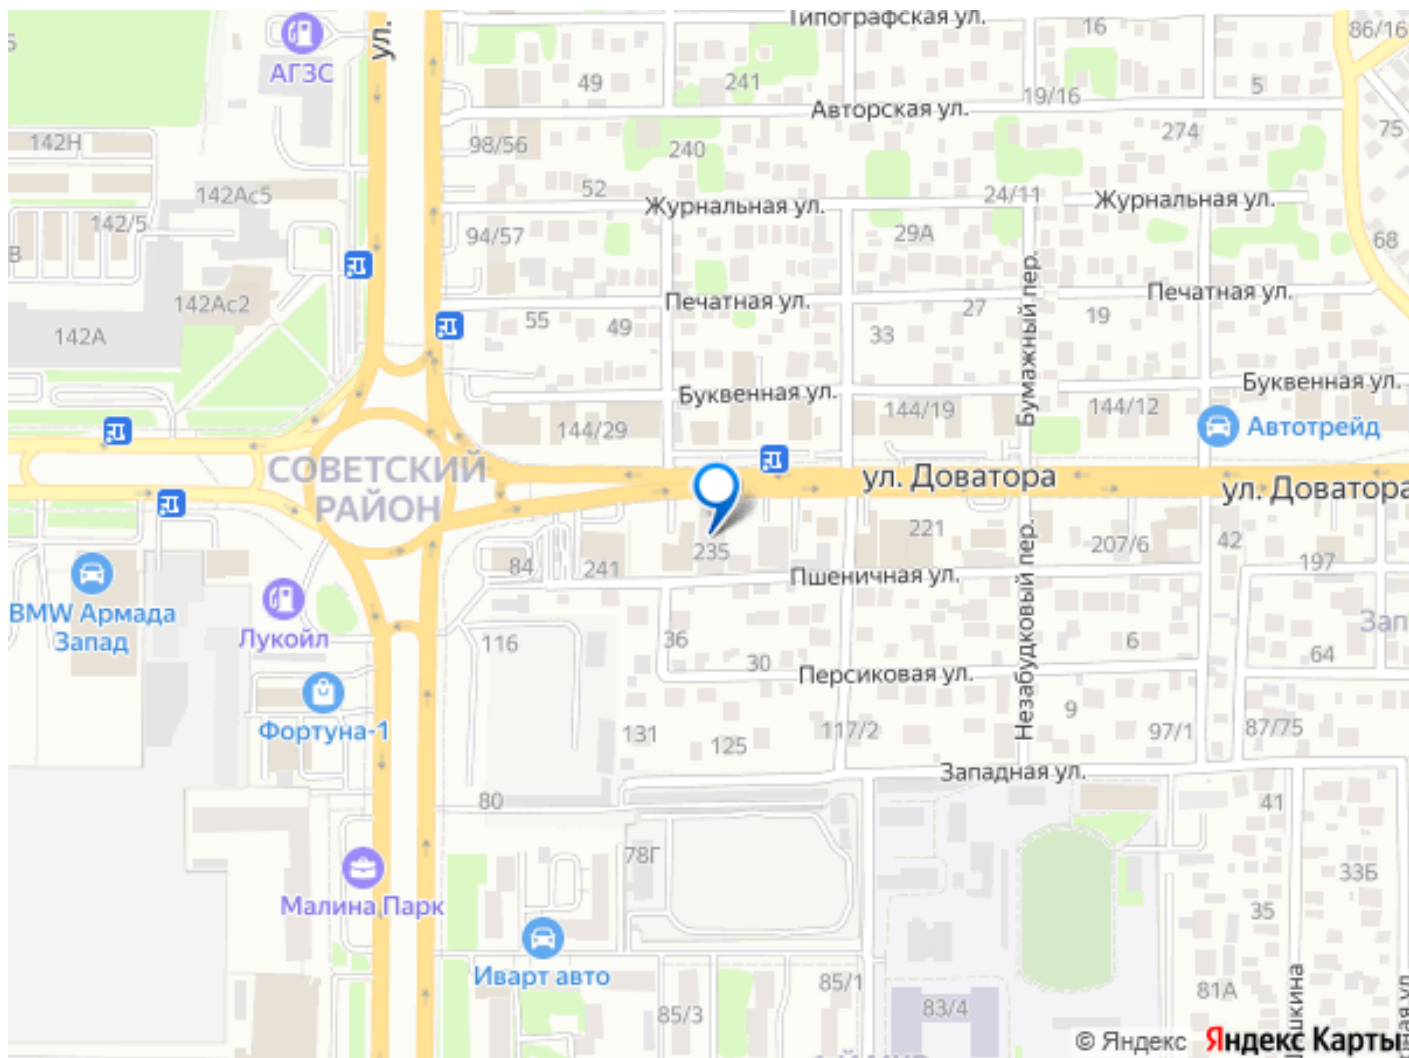 Типографская ул.
16
86/16
ул.
АГЗС
49
241
19/16
5
Авторская ул.
142Н
98/56
240
274
75
142Ас5
52
24/11
Журнальная ул.
Журнальная ул.
142/5
94/57
29А
68
В
142Ас2
Печатная ул.
Печатная ул.
27
19
55
49
33
142А
Бумажный пер.
Буквенная ул.
Буквенная ул.
144/29
144/19
144/12
Автотрейд
СОВЕТСКИЙ
РАЙОН
ул. Доватора
ул. Доватора
235
221
207/6
42
197
84
241
Пшеничная ул.
Незабудковый пер.
BMW Армада
Запад
Лукойл
116
36
30
6
64
Персиковая ул.
Фортуна-1
131
125
117/2
9
97/1
87/75
Западная ул.
80
41
78Г
33Б
Малина Парк
35
Иварт авто
85/1
85/3
83/4
81А
© Яндекс
Яндекс Карты